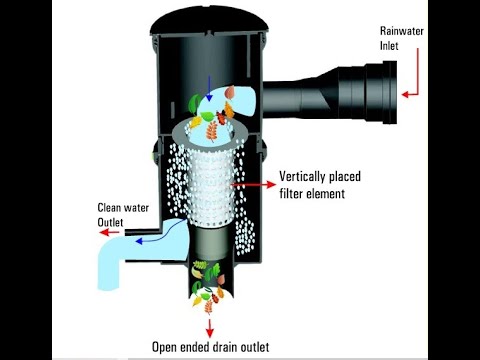 Rainwater
Inlet
Vertically placed
filter element
Clean water
Outlet
Open ended drain outlet